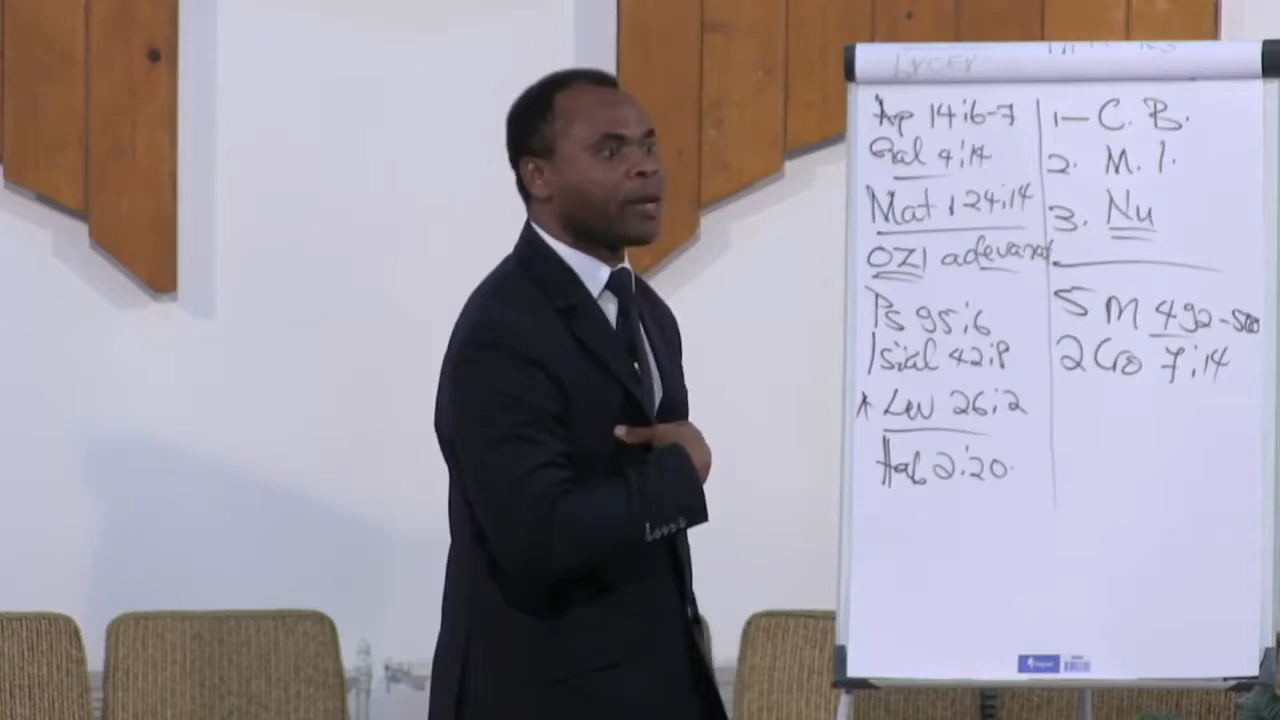 Ap 14:6-7
Gal 4:14
Mat 24:14
OZI adevarat
Ps 95:6
Isial 42:8
* Lev 26:2
Hab 2:20
1- C. B.
2. M. I.
3. Nu
5 M 492-500
2 Cro 7:14